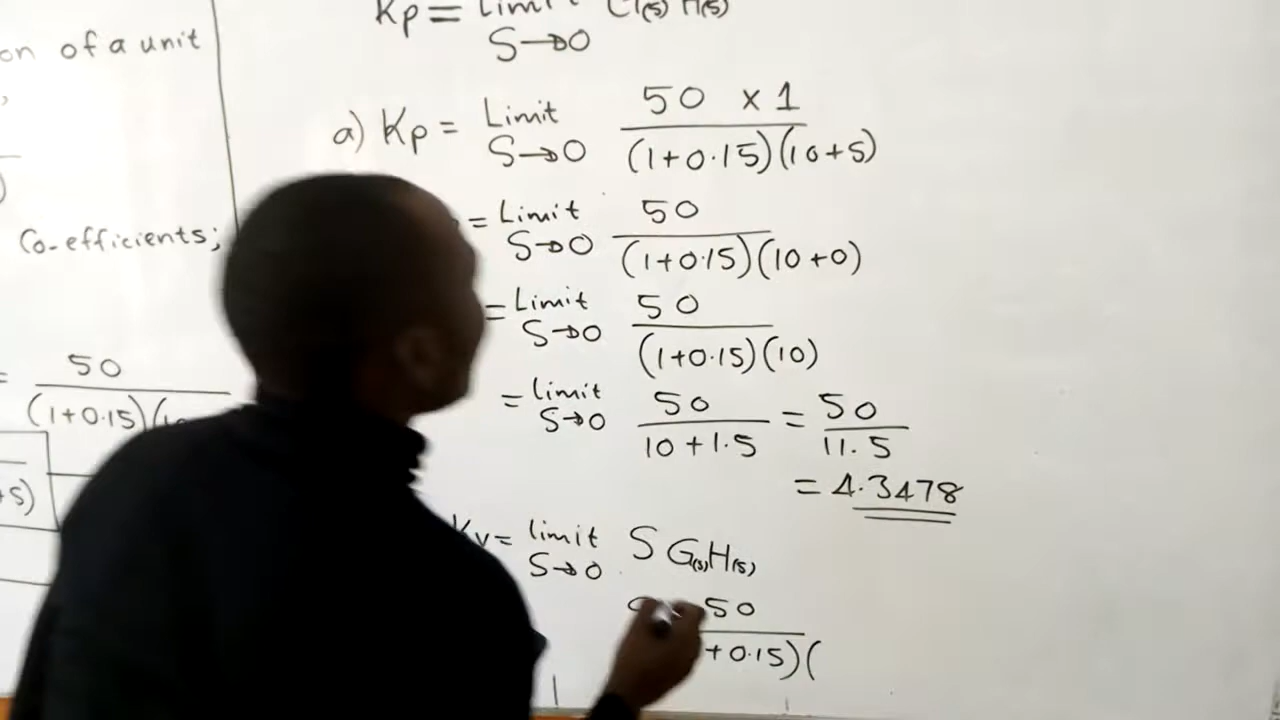 on of a unit
Co-efficients;
= 50
(1+0.15)(
+s)
Kp = Limit G(s) H(s)
S→0
a) Kp = Limit 50 x 1
S→0 (1+0.15)(10+s)
= Limit 50
S→0 (1+0.15)(10+0)
= Limit 50
S→0 (1+0.15)(10)
= limit 50 = 50
S→0 10+1.5 11.5
= 4.3478
Kv = limit S G(s)H(s)
S→0
50
+0.15)(